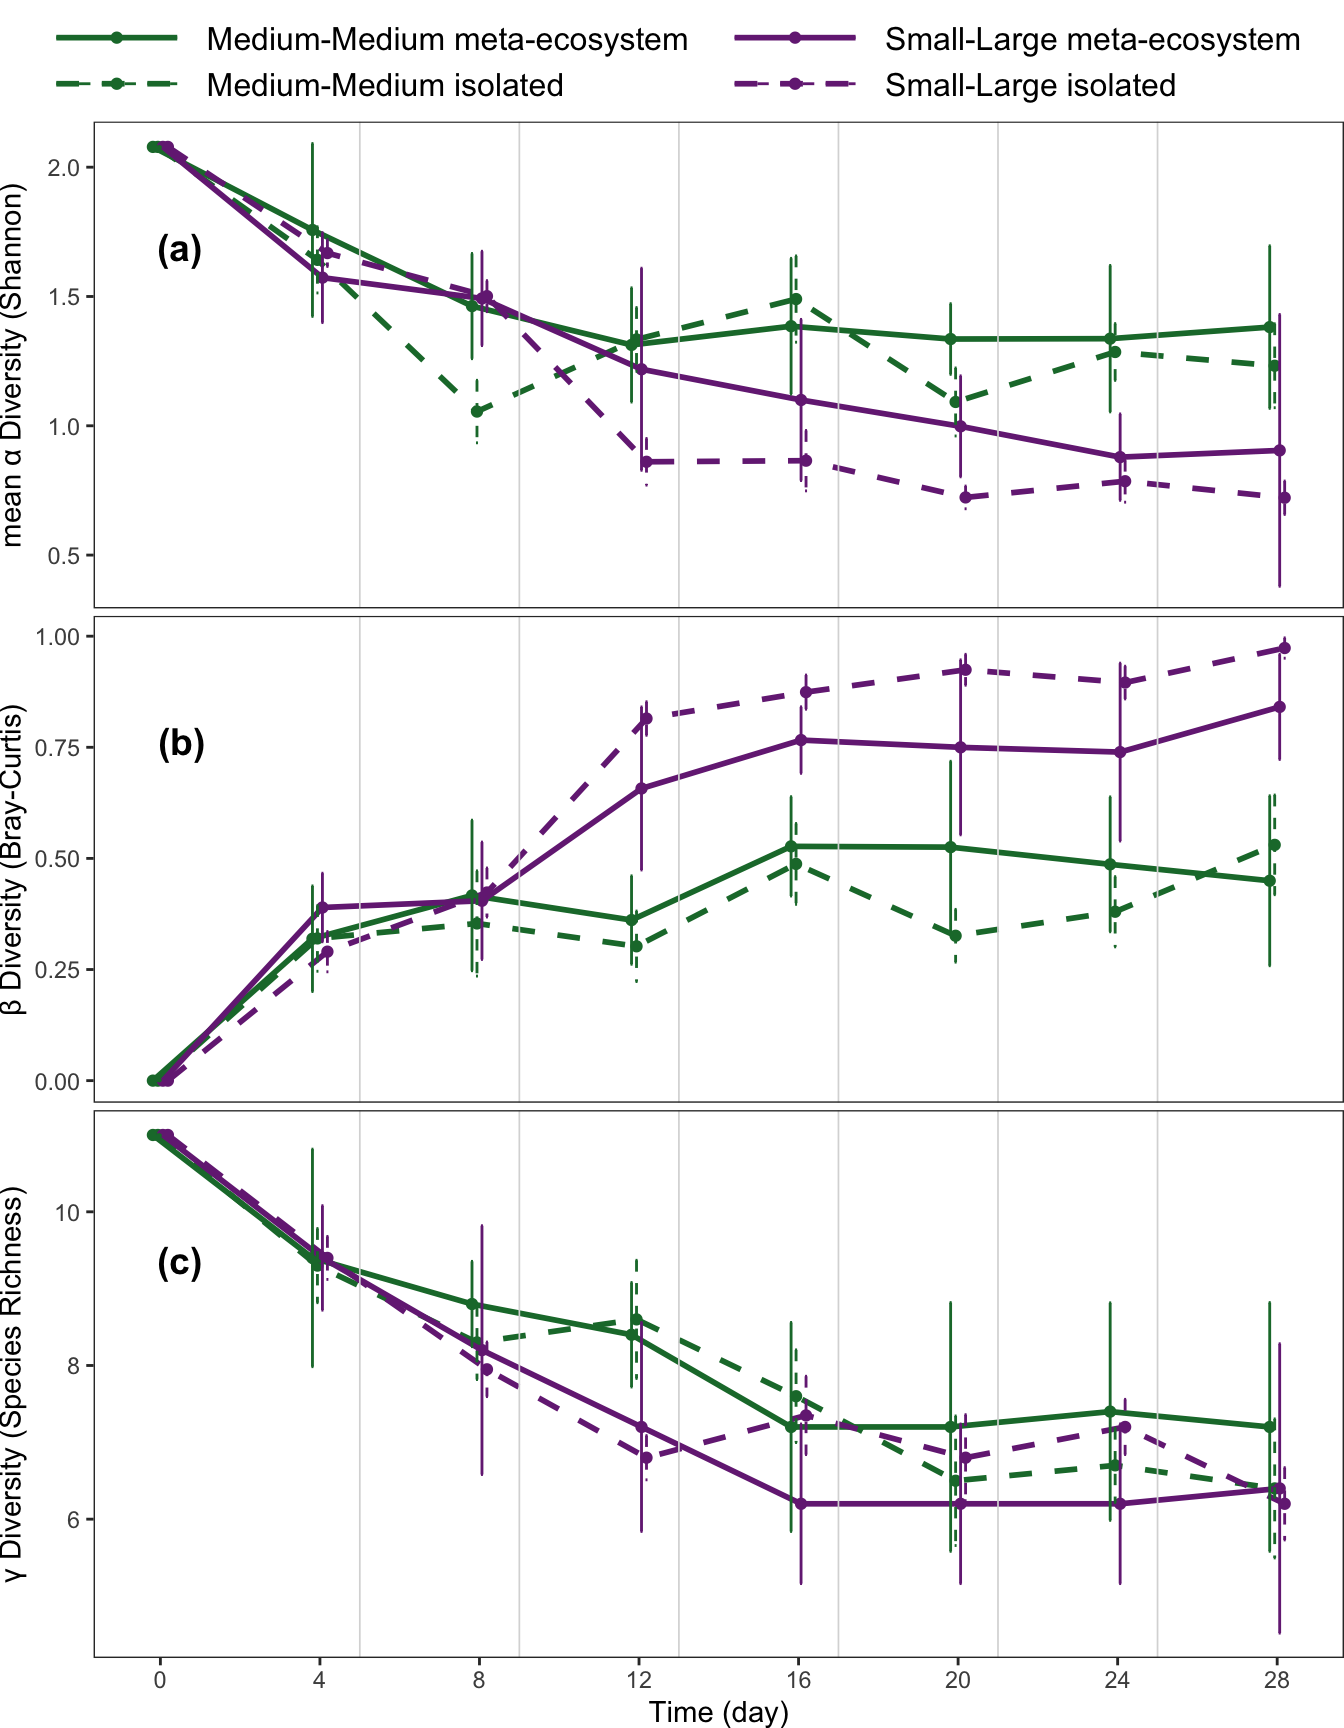 Medium-Medium meta-ecosystem Small-Large meta-ecosystem
Medium-Medium isolated Small-Large isolated
mean α Diversity (Shannon)
2.0
1.5
1.0
0.5
(a)
β Diversity (Bray-Curtis)
1.00
0.75
0.50
0.25
0.00
(b)
γ Diversity (Species Richness)
10
8
6
(c)
0 4 8 12 16 20 24 28
Time (day)